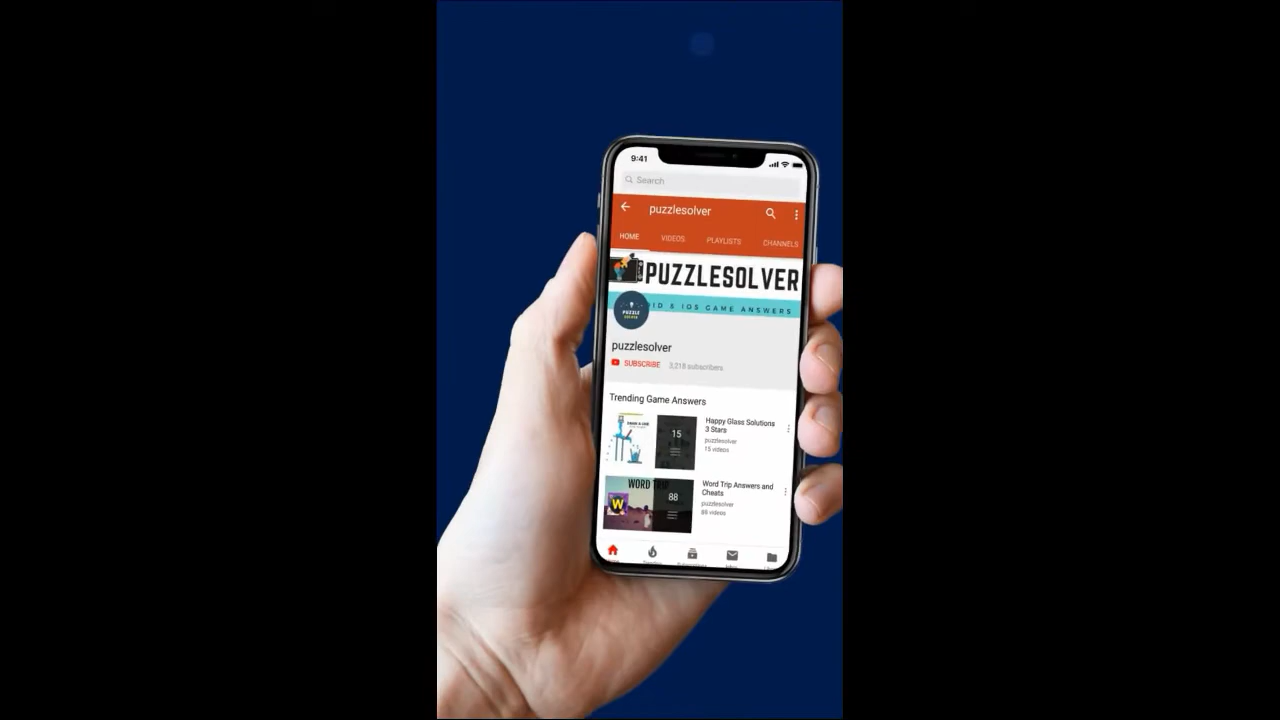 9:41
Search
puzzlesolver
HOME VIDEOS PLAYLISTS CHANNELS
PUZZLESOLVER
& IOS GAME ANSWERS
PUZZLE
SOLVER
puzzlesolver
SUBSCRIBE 3,218 subscribers
Trending Game Answers
15
Happy Glass Solutions
3 Stars
puzzlesolver
15 videos
WORD TRIP
W
88
Word Trip Answers and
Cheats
puzzlesolver
88 videos